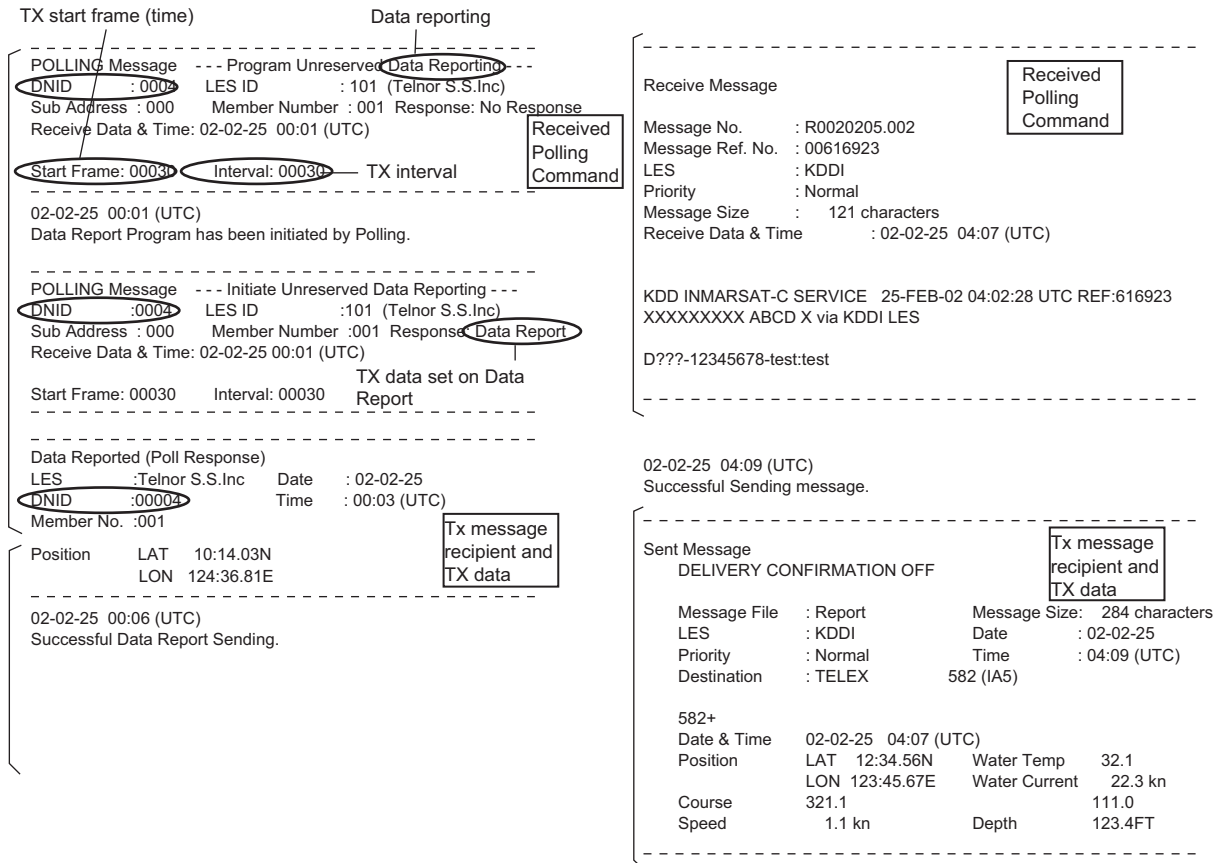 TX start frame (time)
Data reporting
POLLING Message - - - Program Unreserved Data Reporting - - -
DNID : 0004 LES ID : 101 (Telnor S.S.Inc)
Sub Address : 000 Member Number : 001 Response: No Response
Receive Data & Time: 02-02-25 00:01 (UTC)
Received
Polling
Command
Start Frame: 00030 Interval: 00030 TX interval
02-02-25 00:01 (UTC)
Data Report Program has been initiated by Polling.
POLLING Message - - - Initiate Unreserved Data Reporting - - -
DNID :0004 LES ID :101 (Telnor S.S.Inc)
Sub Address : 000 Member Number :001 Response: Data Report
Receive Data & Time: 02-02-25 00:01 (UTC)
TX data set on Data
Report
Start Frame: 00030 Interval: 00030
Data Reported (Poll Response)
LES :Telnor S.S.Inc Date : 02-02-25
DNID :00004 Time : 00:03 (UTC)
Member No. :001
Tx message
recipient and
TX data
Position LAT 10:14.03N
LON 124:36.81E
02-02-25 00:06 (UTC)
Successful Data Report Sending.
Receive Message
Received
Polling
Command
Message No. : R0020205.002
Message Ref. No. : 00616923
LES : KDDI
Priority : Normal
Message Size : 121 characters
Receive Data & Time : 02-02-25 04:07 (UTC)
KDD INMARSAT-C SERVICE 25-FEB-02 04:02:28 UTC REF:616923
XXXXXXXXX ABCD X via KDDI LES
D???-12345678-test:test
02-02-25 04:09 (UTC)
Successful Sending message.
Sent Message
DELIVERY CONFIRMATION OFF
Tx message
recipient and
TX data
Message File : Report Message Size: 284 characters
LES : KDDI Date : 02-02-25
Priority : Normal Time : 04:09 (UTC)
Destination : TELEX 582 (IA5)
582+
Date & Time 02-02-25 04:07 (UTC)
Position LAT 12:34.56N Water Temp 32.1
LON 123:45.67E Water Current 22.3 kn
Course 321.1 111.0
Speed 1.1 kn Depth 123.4FT